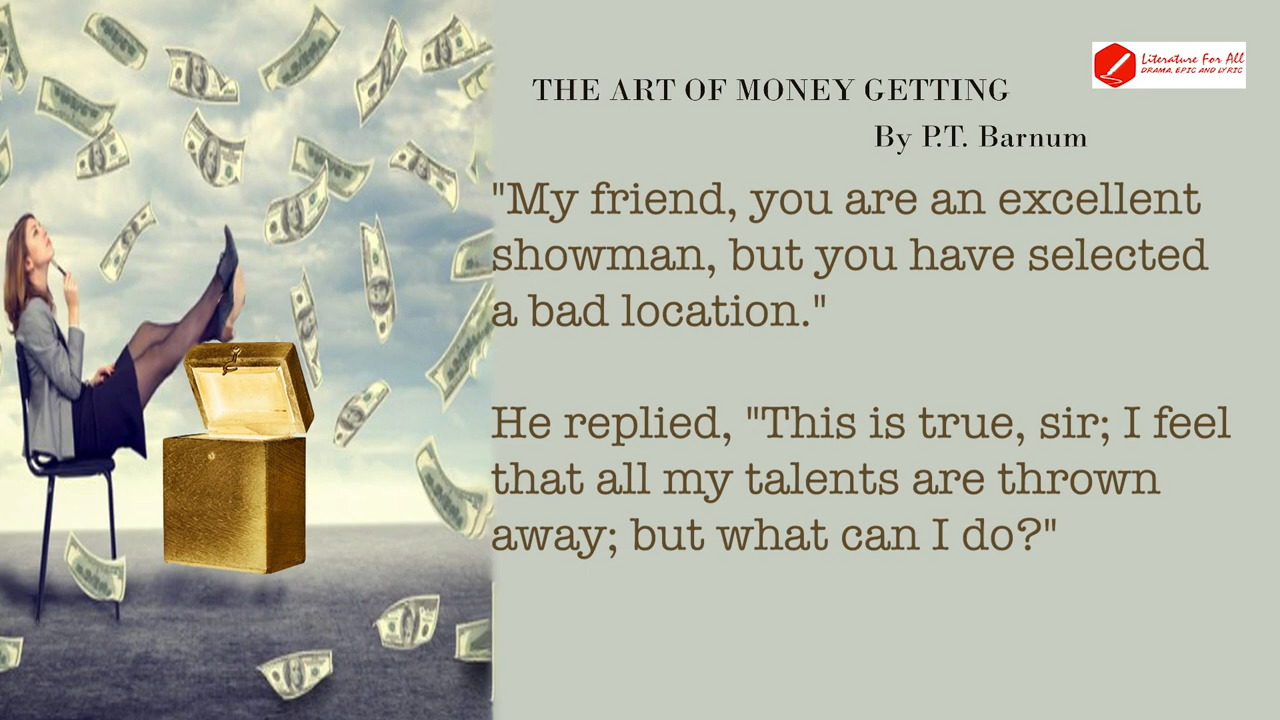 THE ART OF MONEY GETTING
By P.T. Barnum
Literature For All
DRAMA, EPIC AND LYRIC
"My friend, you are an excellent
showman, but you have selected
a bad location."
He replied, "This is true, sir; I feel
that all my talents are thrown
away; but what can I do?"